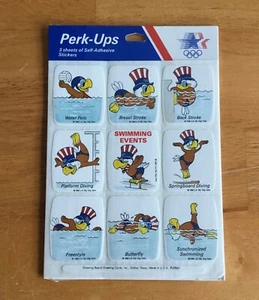 Perk-Ups
3 sheets of Self-Adhesive
Stickers
Water Polo
Breast Stroke
Back Stroke
Platform Diving
SWIMMING
EVENTS
Springboard Diving
Freestyle
Butterfly
Synchronized
Swimming